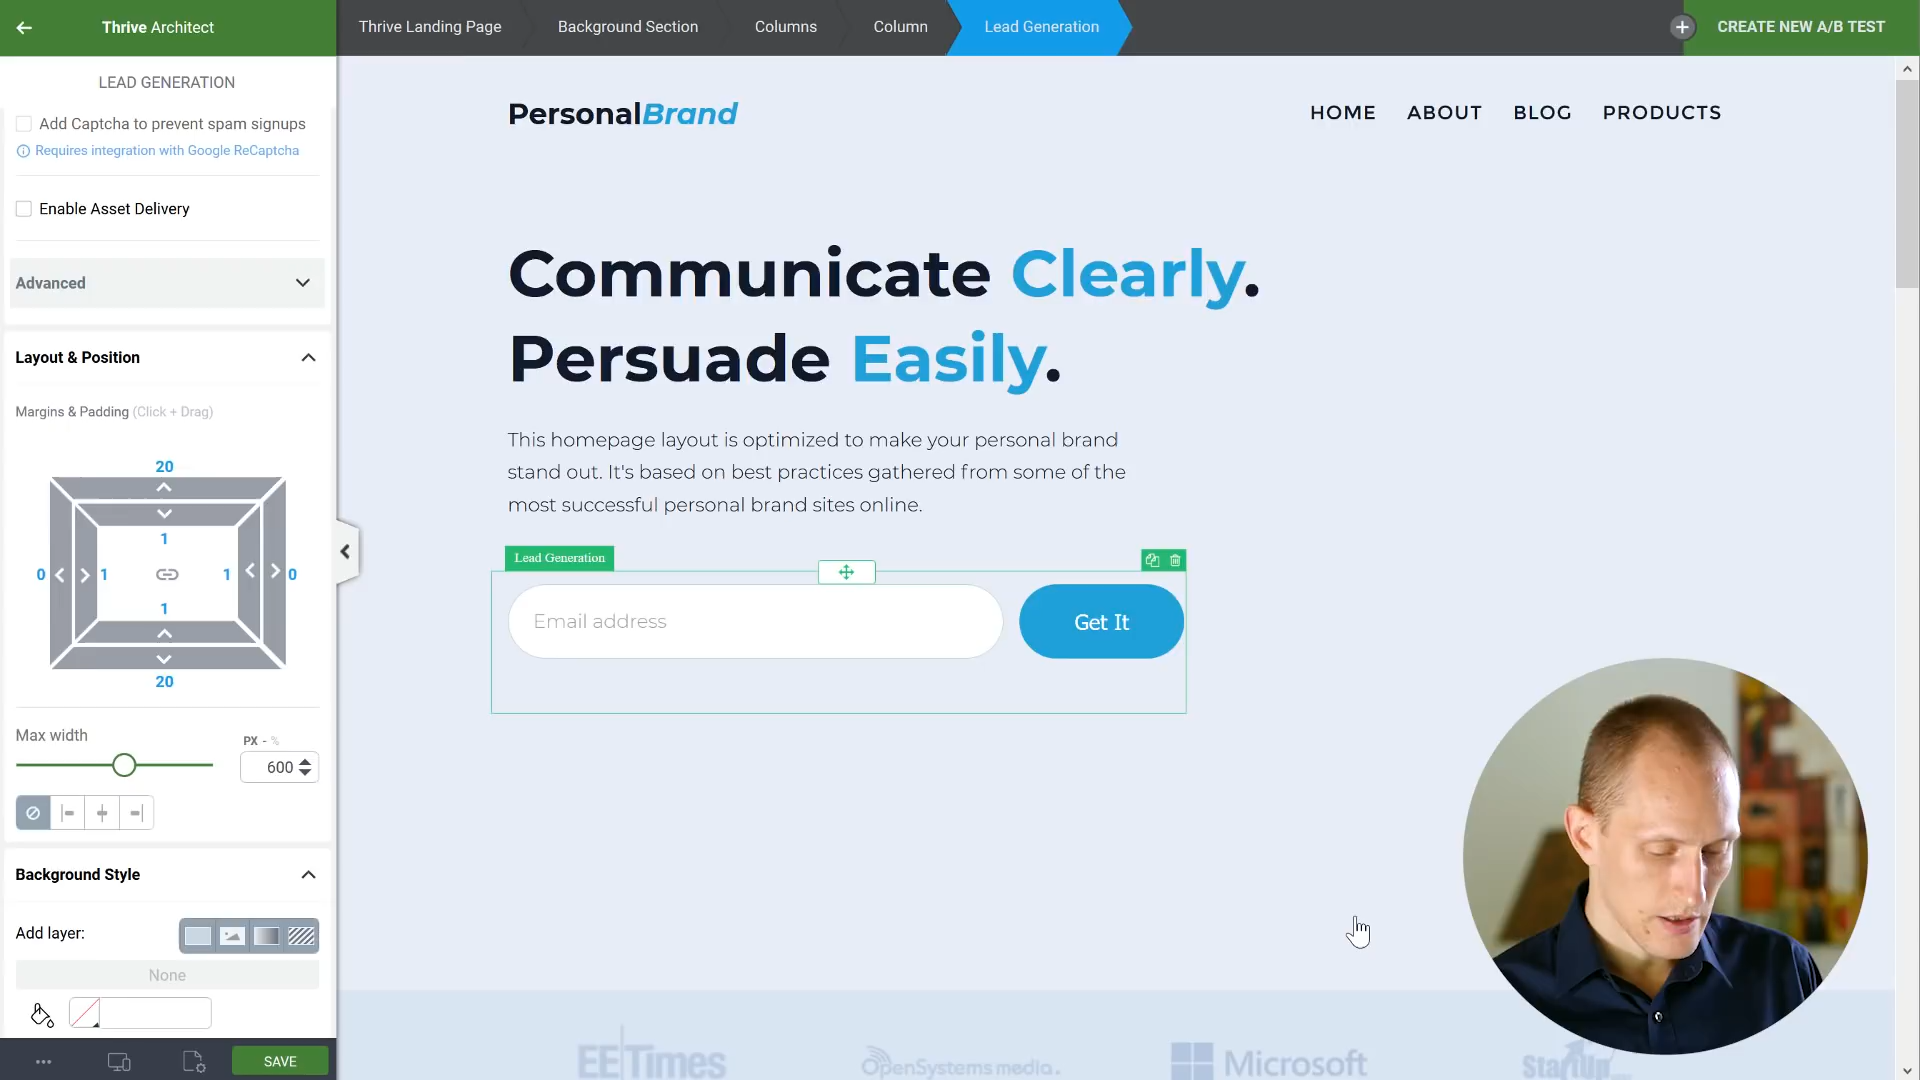 Thrive Architect
Thrive Landing Page
Background Section
Columns
Column
Lead Generation
CREATE NEW A/B TEST
LEAD GENERATION
Add Captcha to prevent spam signups
Requires integration with Google ReCaptcha
Enable Asset Delivery
Advanced
Layout & Position
Margins & Padding (Click + Drag)
20
1
0
1
1
0
1
20
Max width
PX - %
600
Background Style
Add layer:
None
SAVE
PersonalBrand
HOME
ABOUT
BLOG
PRODUCTS
Communicate Clearly.
Persuade Easily.
This homepage layout is optimized to make your personal brand
stand out. It's based on best practices gathered from some of the
most successful personal brand sites online.
Lead Generation
Email address
Get It
EE Times
OpenSystems media.
Microsoft
StartUp